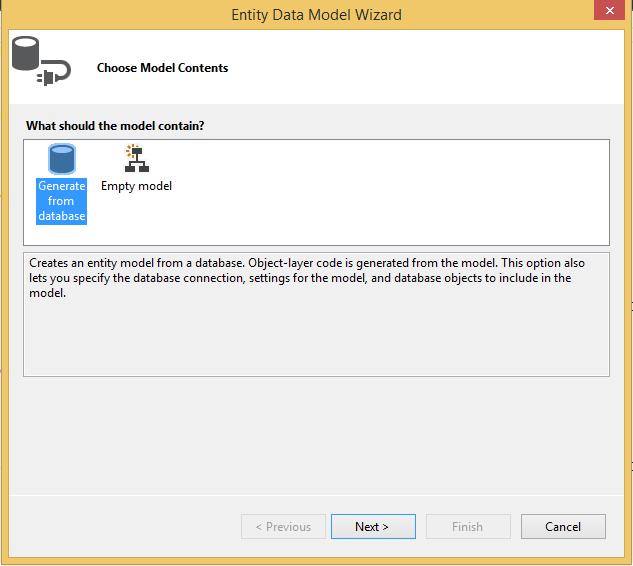 Entity Data Model Wizard
Choose Model Contents
What should the model contain?
Generate
from
database
Empty model
Creates an entity model from a database. Object-layer code is generated from the model. This option also
lets you specify the database connection, settings for the model, and database objects to include in the
model.
< Previous
Next >
Finish
Cancel